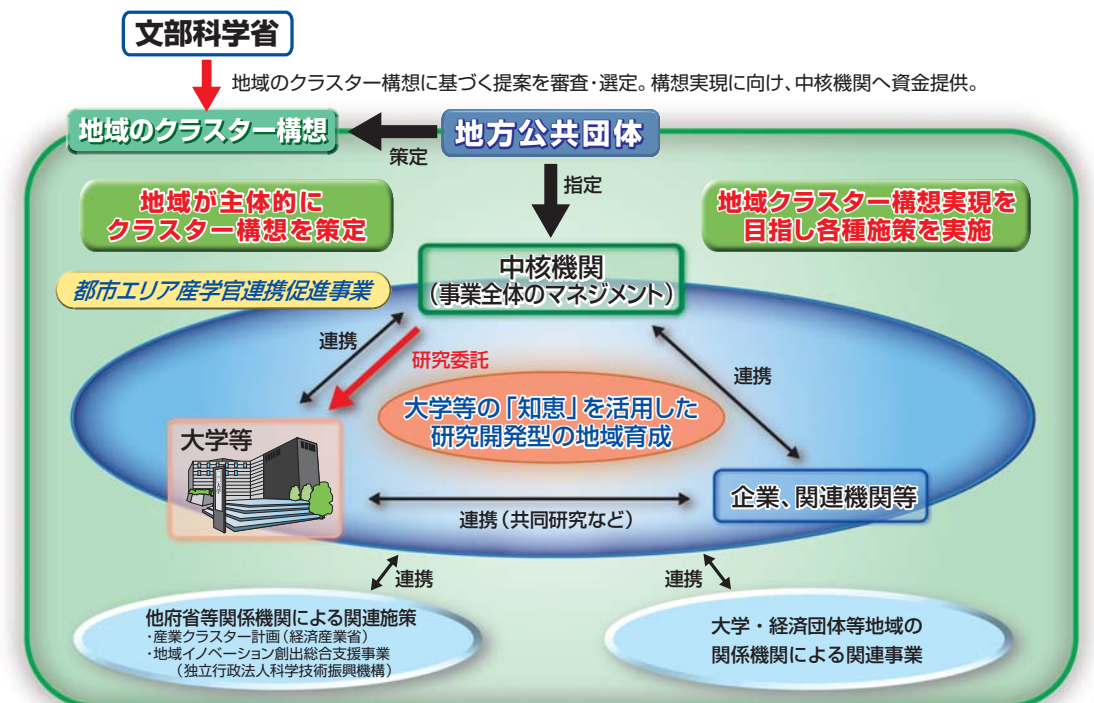 文部科学省
地域のクラスター構想に基づく提案を審査・選定。構想実現に向け、中核機関へ資金提供。
地域のクラスター構想
策定
地方公共団体
指定
地域が主体的に
クラスター構想を策定
地域クラスター構想実現を
目指し各種施策を実施
中核機関
(事業全体のマネジメント)
都市エリア産学官連携促進事業
連携
研究委託
連携
大学等の「知恵」を活用した
研究開発型の地域育成
大学等
大学
企業、関連機関等
連携(共同研究など)
連携
連携
他府省等関係機関による関連施策
・産業クラスター計画(経済産業省)
・地域イノベーション創出総合支援事業
(独立行政法人科学技術振興機構)
大学・経済団体等地域の
関係機関による関連事業